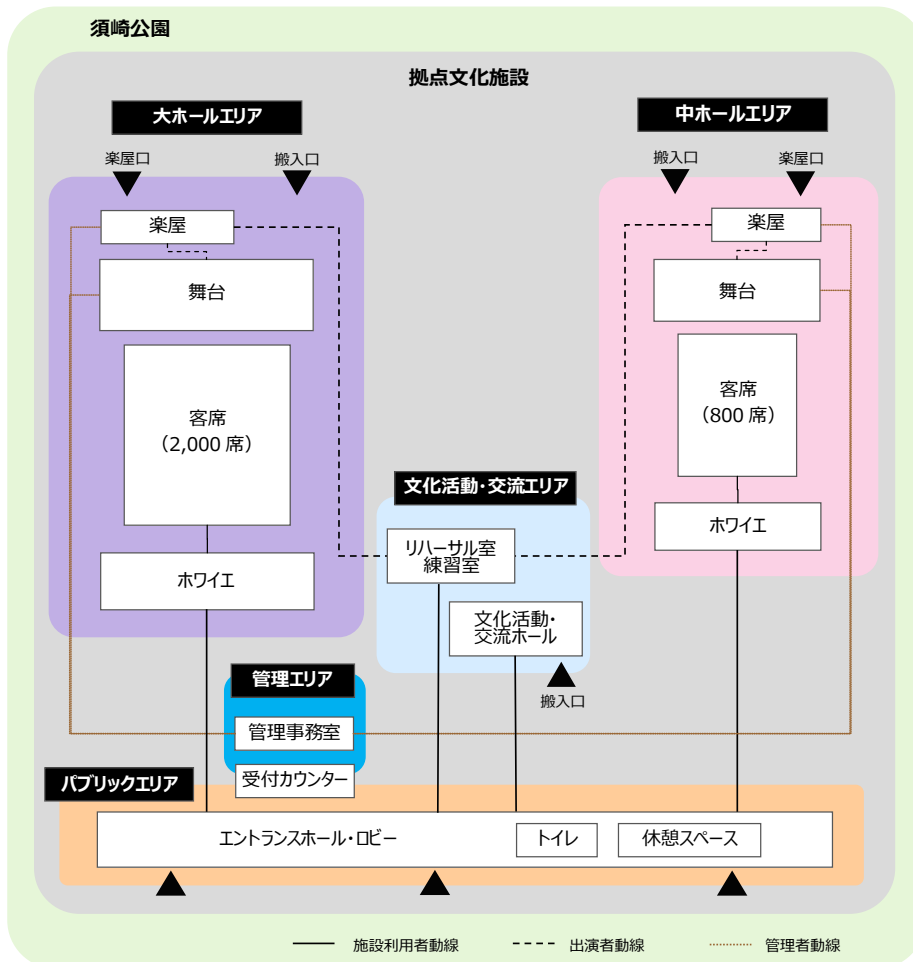 須崎公園
拠点文化施設
大ホールエリア
中ホールエリア
楽屋口
搬入口
搬入口
楽屋口
楽屋
楽屋
舞台
舞台
客席
（2,000 席）
客席
（800 席）
文化活動・交流エリア
ホワイエ
リハーサル室
練習室
ホワイエ
文化活動・
交流ホール
管理エリア
搬入口
管理事務室
受付カウンター
パブリックエリア
エントランスホール・ロビー
トイレ
休憩スペース
施設利用者動線
出演者動線
管理者動線